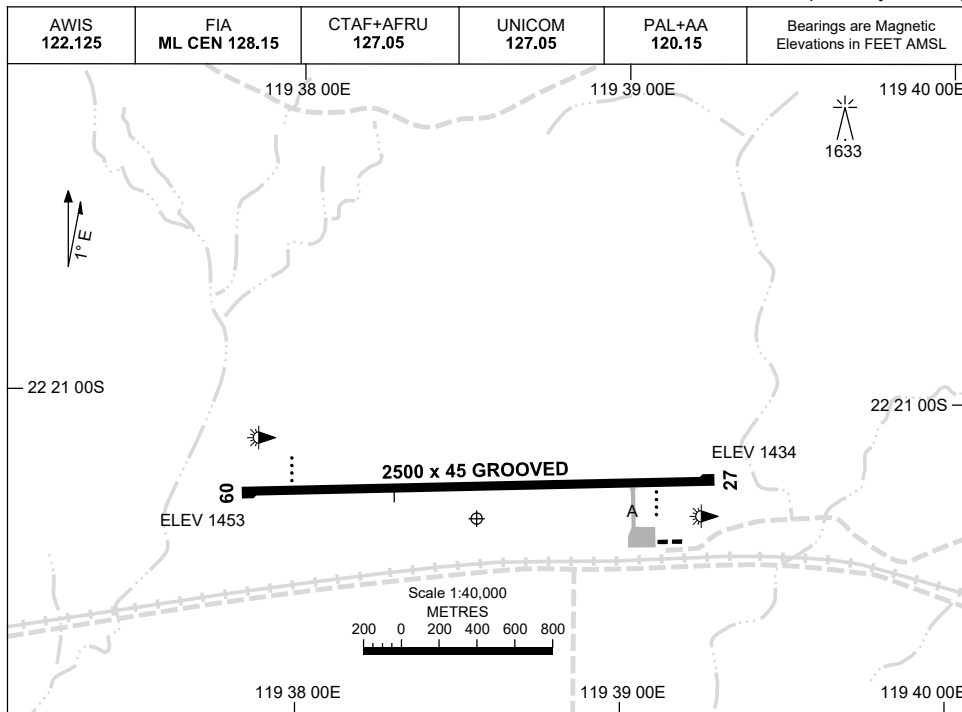 AWIS
122.125
FIA
ML CEN 128.15
CTAF+AFRU
127.05
UNICOM
127.05
PAL+AA
120.15
Bearings are Magnetic
Elevations in FEET AMSL
119 38 00E
119 39 00E
119 40 00E
1633
1° E
22 21 00S
22 21 00S
ELEV 1434
2500 x 45 GROOVED
09
27
ELEV 1453
A
Scale 1:40,000
METRES
200 0 200 400 600 800
119 38 00E
119 39 00E
119 40 00E